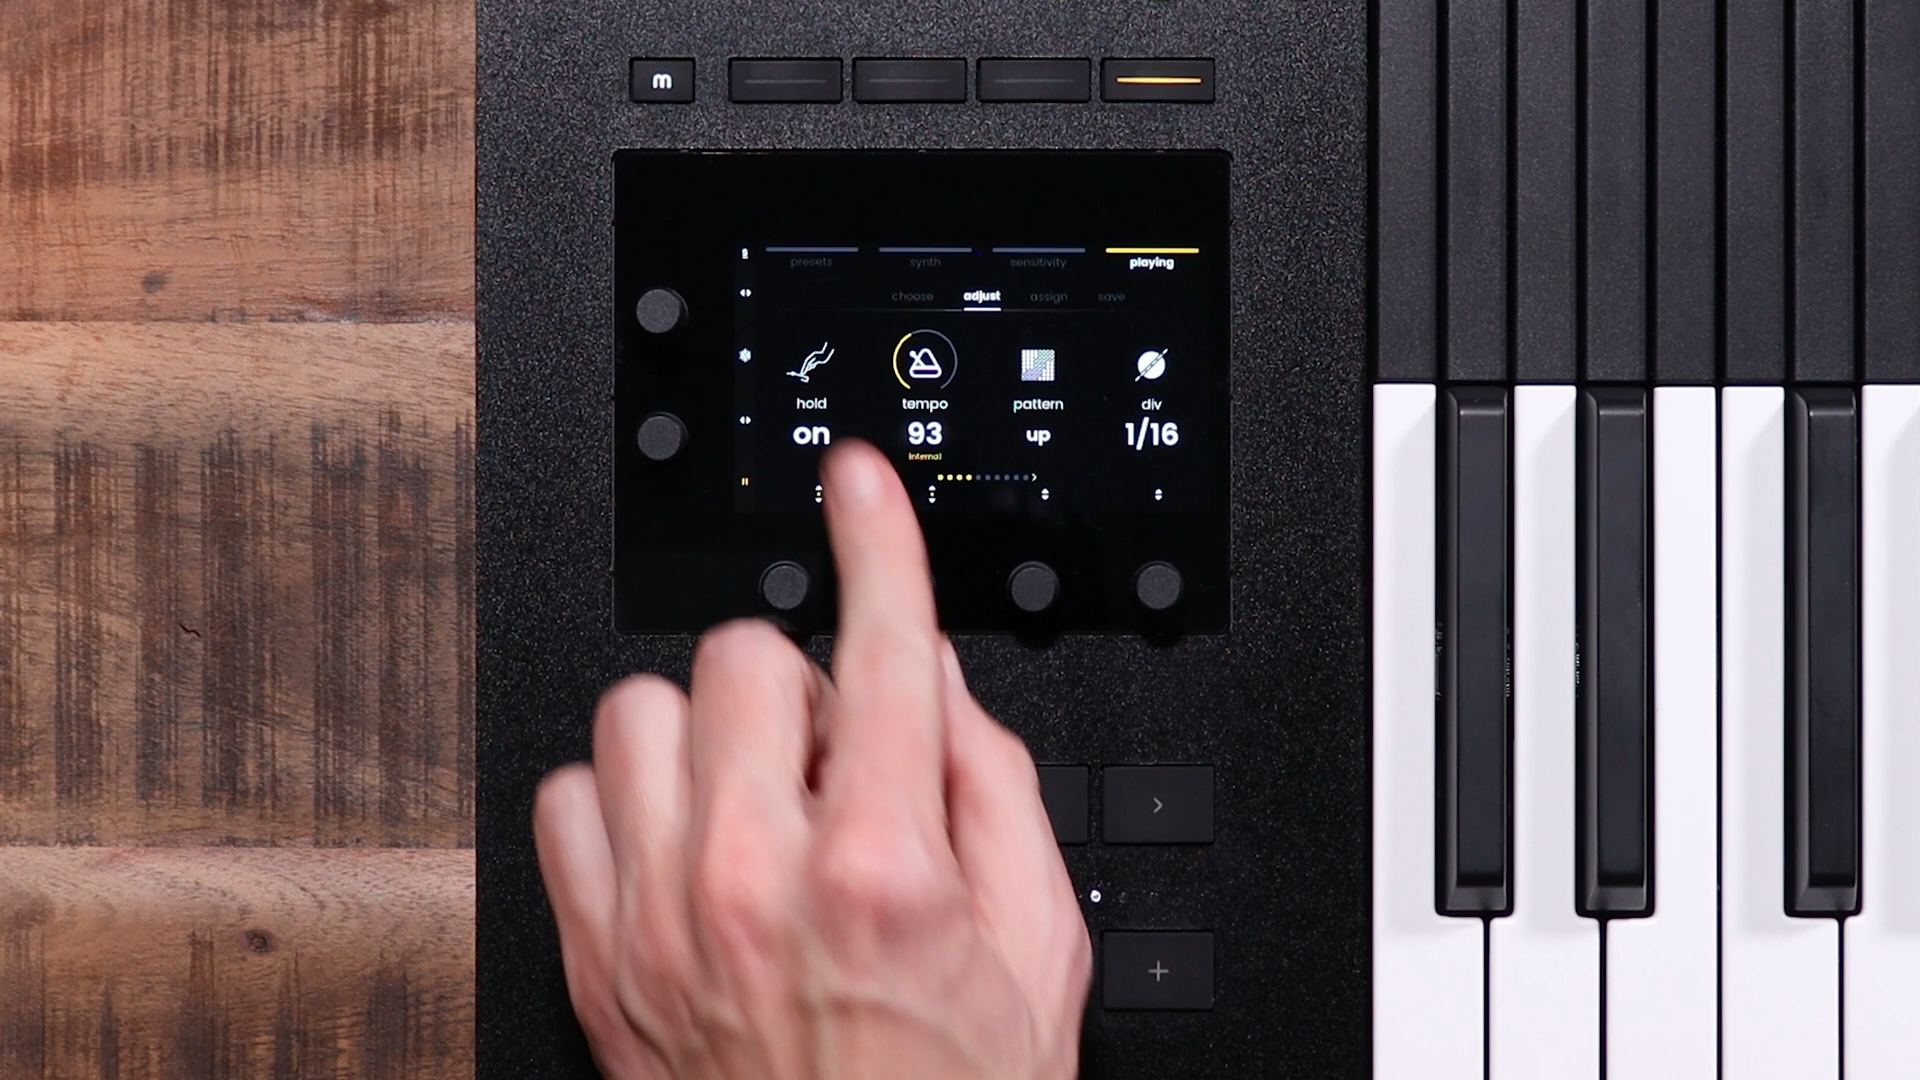 m
presets synth sensitivity playing
choose adjust assign save
hold tempo pattern div
on 93 up 1/16
internal
>
+